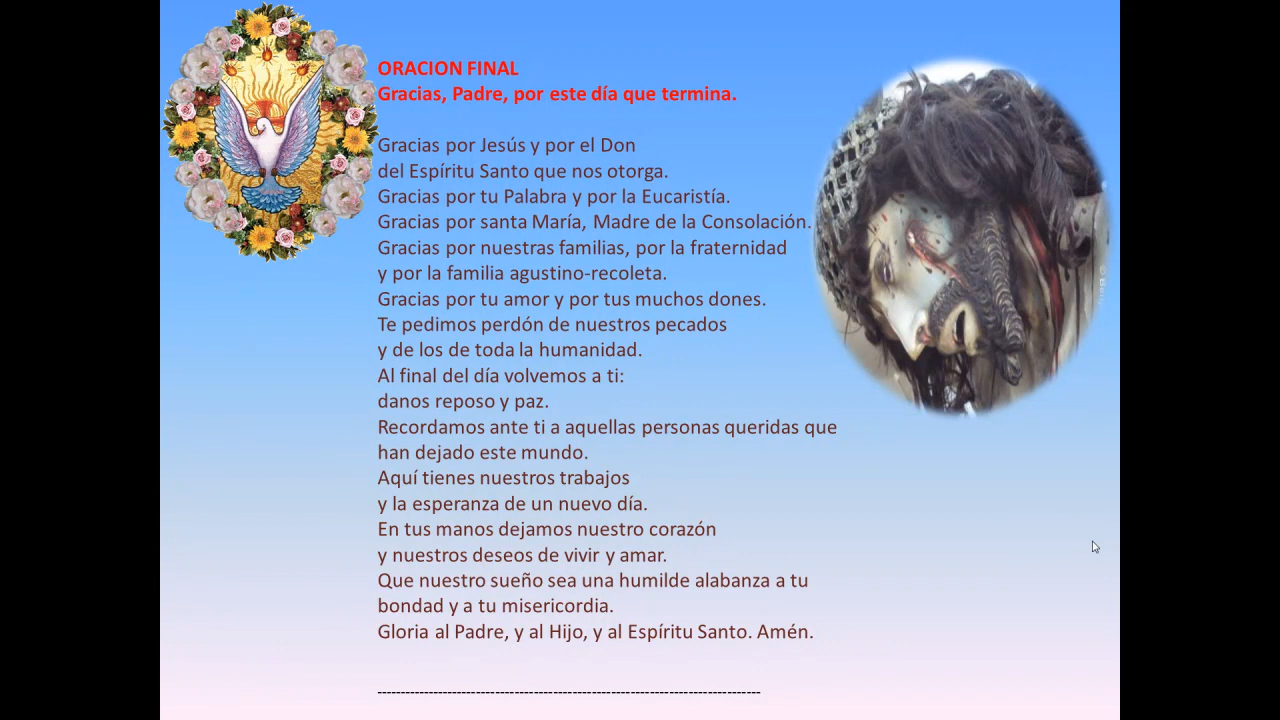 ORACION FINAL
Gracias, Padre, por este día que termina.
Gracias por Jesús y por el Don
del Espíritu Santo que nos otorga.
Gracias por tu Palabra y por la Eucaristía.
Gracias por santa María, Madre de la Consolación.
Gracias por nuestras familias, por la fraternidad
y por la familia agustino-recoleta.
Gracias por tu amor y por tus muchos dones.
Te pedimos perdón de nuestros pecados
y de los de toda la humanidad.
Al final del día volvemos a ti:
danos reposo y paz.
Recordamos ante ti a aquellas personas queridas que
han dejado este mundo.
Aquí tienes nuestros trabajos
y la esperanza de un nuevo día.
En tus manos dejamos nuestro corazón
y nuestros deseos de vivir y amar.
Que nuestro sueño sea una humilde alabanza a tu
bondad y a tu misericordia.
Gloria al Padre, y al Hijo, y al Espíritu Santo. Amén.